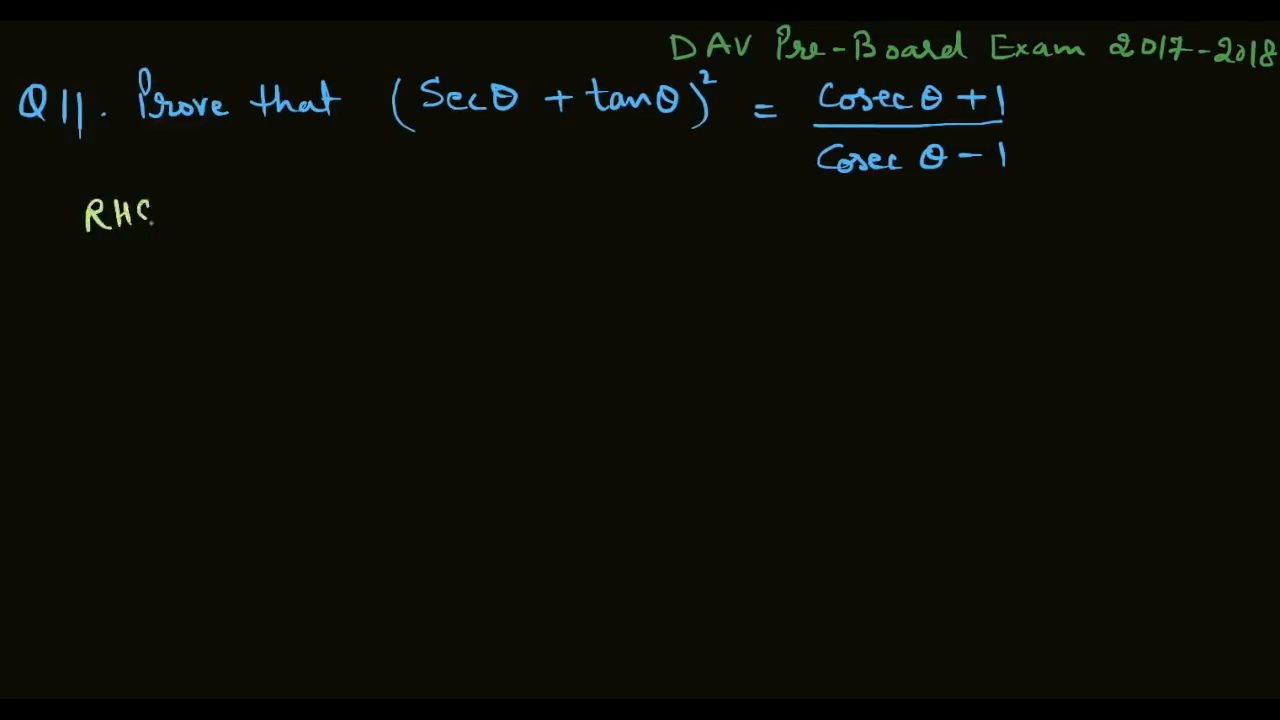 DAV Pre-Board Exam 2017-2018
Q11. Prove that (Secθ + tanθ)² = (Cosec θ + 1) / (Cosec θ - 1)
RHS